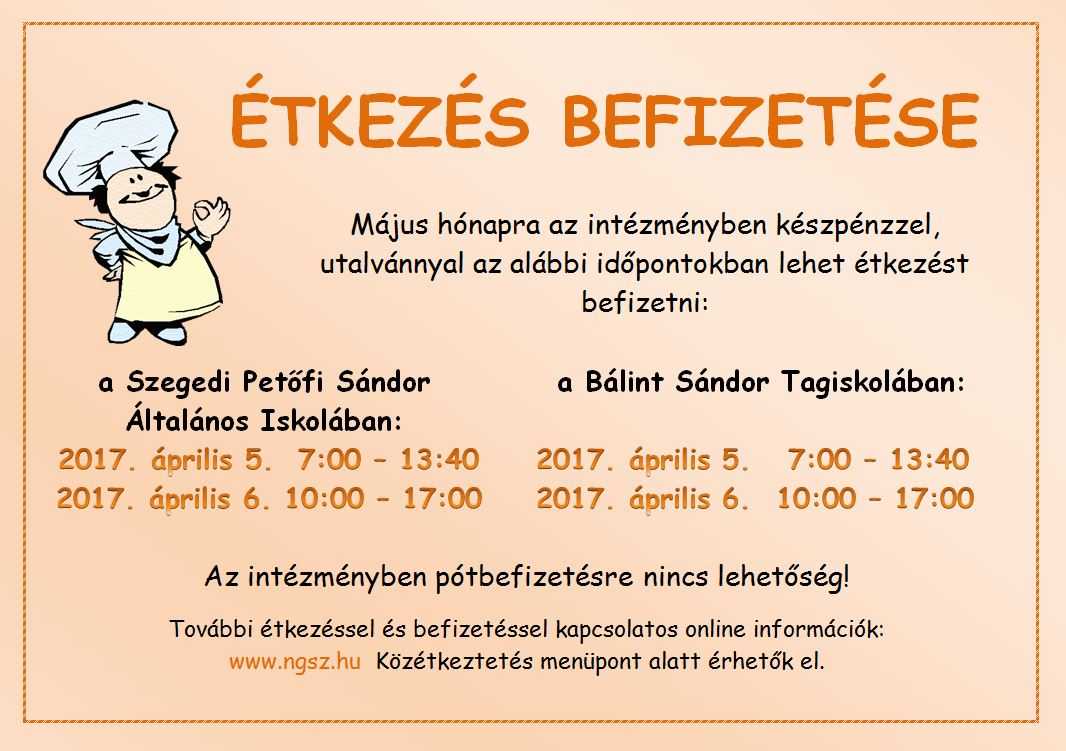 ÉTKEZÉS BEFIZETÉSE
Május hónapra az intézményben készpénzzel,
utalvánnyal az alábbi időpontokban lehet étkezést
befizetni:
a Szegedi Petőfi Sándor
Általános Iskolában:
2017. április 5. 7:00 – 13:40
2017. április 6. 10:00 – 17:00
a Bálint Sándor Tagiskolában:
2017. április 5. 7:00 – 13:40
2017. április 6. 10:00 – 17:00
Az intézményben pótbefizetésre nincs lehetőség!
További étkezéssel és befizetéssel kapcsolatos online információk:
www.ngsz.hu Közétkeztetés menüpont alatt érhetők el.